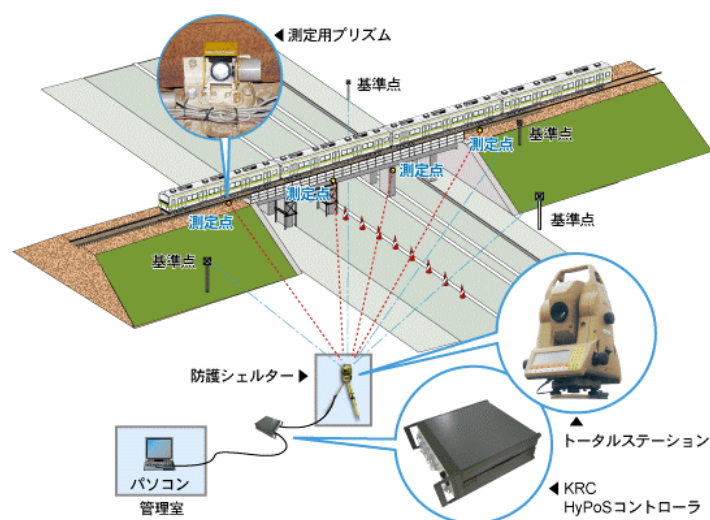 ◀ 測定用プリズム
基準点
基準点
測定点
測定点
測定点
基準点
測定点
基準点
防護シェルター ▶
▲
トータルステーション
パソコン
管理室
◀ KRC
HyPoSコントローラ